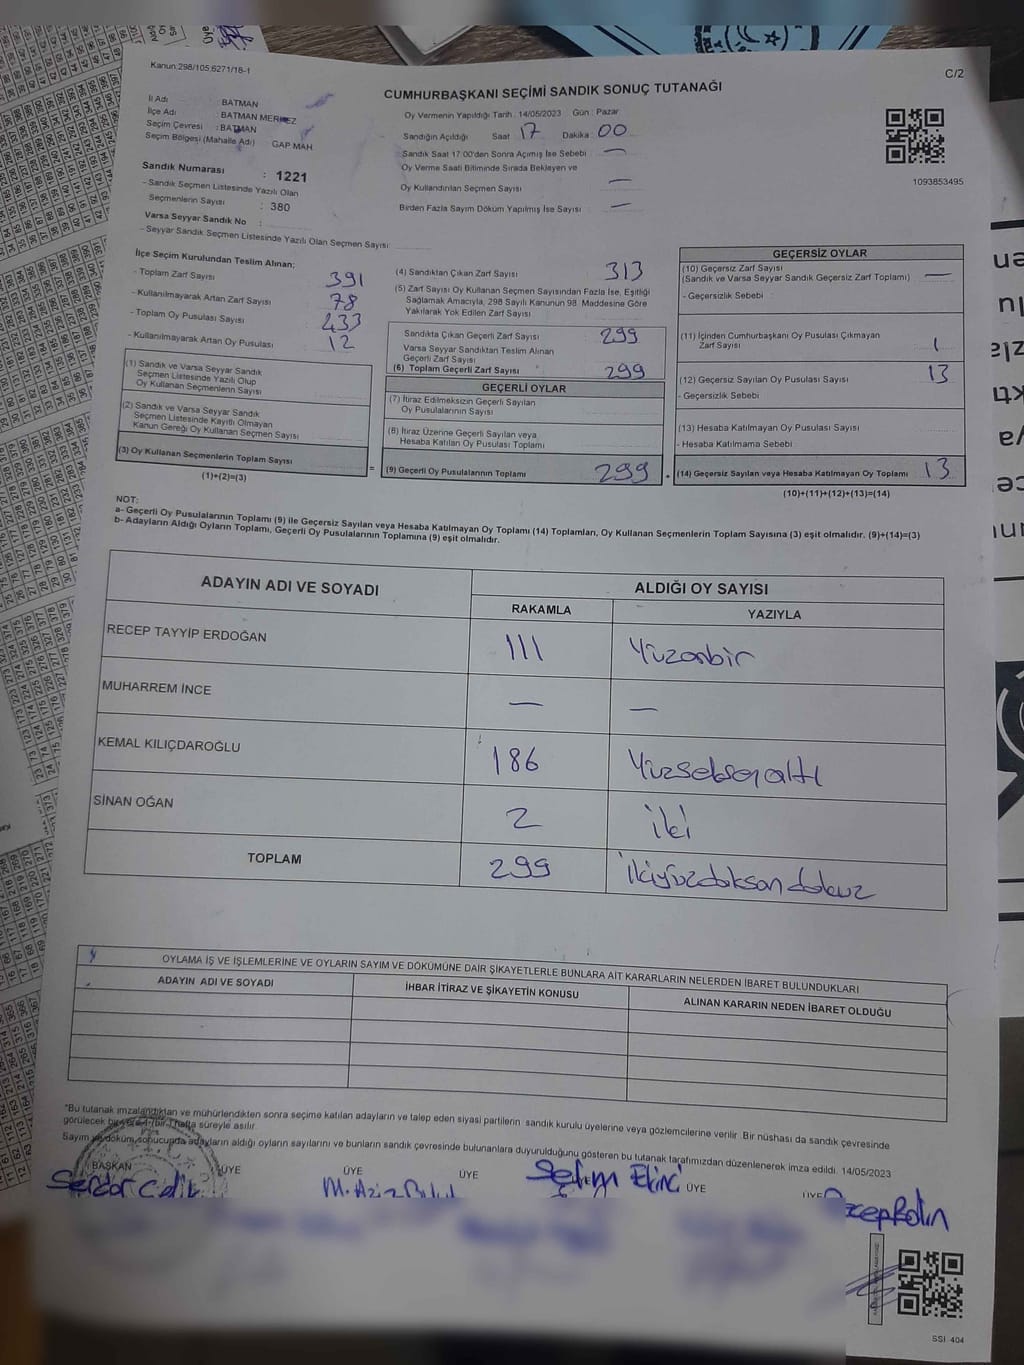 Kanun:298/105,6271/18-1
C/2
CUMHURBAŞKANI SEÇİMİ SANDIK SONUÇ TUTANAĞI
İl Adı : BATMAN
İlçe Adı : BATMAN MERKEZ
Seçim Çevresi : BATMAN
Seçim Bölgesi (Mahalle Adı) GAP MAH
Oy Vermenin Yapıldığı Tarih : 14/05/2023 Gün : Pazar
Sandığın Açıldığı Saat 17 Dakika 00
Sandık Saat 17:00'den Sonra Açımış İse Sebebi : —
Oy Verme Saati Bitiminde Sırada Bekleyen ve
Oy Kullandırılan Seçmen Sayısı —
Birden Fazla Sayım Döküm Yapılmış İse Sayısı —
1093853495
Sandık Numarası : 1221
- Sandık Seçmen Listesinde Yazılı Olan
Seçmenlerin Sayısı : 380
Varsa Seyyar Sandık No :
- Seyyar Sandık Seçmen Listesinde Yazılı Olan Seçmen Sayısı:
İlçe Seçim Kurulundan Teslim Alınan;
- Toplam Zarf Sayısı 391
- Kullanılmayarak Artan Zarf Sayısı 78
- Toplam Oy Pusulası Sayısı 433
- Kullanılmayarak Artan Oy Pusulası 12
(1) Sandık ve Varsa Seyyar Sandık
Seçmen Listesinde Yazılı Olup
Oy Kullanan Seçmenlerin Sayısı
(2) Sandık ve Varsa Seyyar Sandık
Seçmen Listesinde Kayıtlı Olmayan
Kanun Gereği Oy Kullanan Seçmen Sayısı
(3) Oy Kullanan Seçmenlerin Toplam Sayısı
(1)+(2)=(3)
(4) Sandıktan Çıkan Zarf Sayısı 313
(5) Zarf Sayısı Oy Kullanan Seçmen Sayısından Fazla İse, Eşitliği
Sağlamak Amacıyla, 298 Sayılı Kanunun 98. Maddesine Göre
Yakılarak Yok Edilen Zarf Sayısı
Sandıkta Çıkan Geçerli Zarf Sayısı 299
Varsa Seyyar Sandıktan Teslim Alınan
Geçerli Zarf Sayısı
(6) Toplam Geçerli Zarf Sayısı 299
GEÇERLİ OYLAR
(7) İtiraz Edilmeksizin Geçerli Sayılan
Oy Pusulalarının Sayısı
(8) İtiraz Üzerine Geçerli Sayılan veya
Hesaba Katılan Oy Pusulası Toplamı
= (9) Geçerli Oy Pusulalarının Toplamı 299
GEÇERSİZ OYLAR
(10) Geçersiz Zarf Sayısı
(Sandık ve Varsa Seyyar Sandık Geçersiz Zarf Toplamı) —
- Geçersizlik Sebebi
(11) İçinden Cumhurbaşkanı Oy Pusulası Çıkmayan
Zarf Sayısı 1
(12) Geçersiz Sayılan Oy Pusulası Sayısı 13
- Geçersizlik Sebebi
(13) Hesaba Katılmayan Oy Pusulası Sayısı
- Hesaba Katılmama Sebebi
+ (14) Geçersiz Sayılan veya Hesaba Katılmayan Oy Toplamı 13
(10)+(11)+(12)+(13)=(14)
NOT:
a- Geçerli Oy Pusulalarının Toplamı (9) ile Geçersiz Sayılan veya Hesaba Katılmayan Oy Toplamı (14) Toplamları, Oy Kullanan Seçmenlerin Toplam Sayısına (3) eşit olmalıdır. (9)+(14)=(3)
b- Adayların Aldığı Oyların Toplamı, Geçerli Oy Pusulalarının Toplamına (9) eşit olmalıdır.
ADAYIN ADI VE SOYADI ALDIĞI OY SAYISI
RAKAMLA YAZIYLA
RECEP TAYYİP ERDOĞAN 111 Yüzonbir
MUHARREM İNCE — —
KEMAL KILIÇDAROĞLU 186 Yüzseksenaltı
SİNAN OĞAN 2 iki
TOPLAM 299 ikiyüzdoksandokuz
OYLAMA İŞ VE İŞLEMLERİNE VE OYLARIN SAYIM VE DÖKÜMÜNE DAİR ŞİKAYETLERLE BUNLARA AİT KARARLARIN NELERDEN İBARET BULUNDUKLARI
ADAYIN ADI VE SOYADI İHBAR İTİRAZ VE ŞİKAYETİN KONUSU ALINAN KARARIN NEDEN İBARET OLDUĞU
*Bu tutanak imzalandıktan ve mühürlendikten sonra seçime katılan adayların ve talep eden siyasi partilerin sandık kurulu üyelerine veya gözlemcilerine verilir. Bir nüshası da sandık çevresinde
görülecek bir yere 1 (bir) hafta süreyle asılır.
Sayım ve döküm sonucunda adayların aldığı oyların sayılarını ve bunların sandık çevresinde bulunanlara duyurulduğunu gösteren bu tutanak tarafımızdan düzenlenerek imza edildi. 14/05/2023
BAŞKAN ÜYE ÜYE ÜYE ÜYE ÜYE
Serdar Çelik Selim Ekinci
SSİ 404